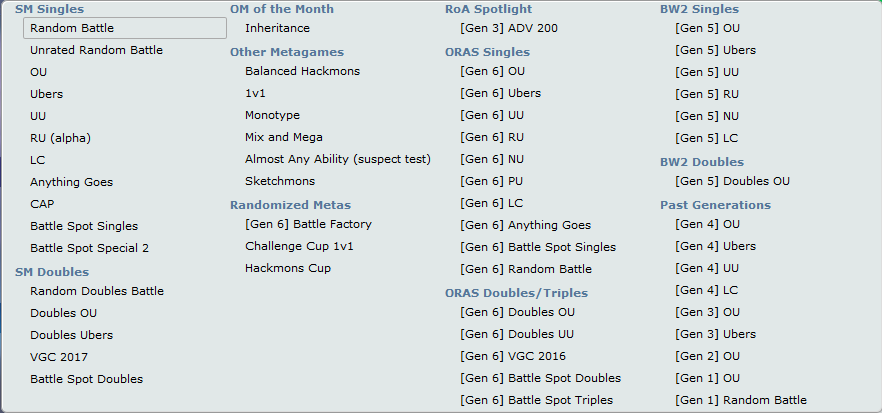 SM Singles
Random Battle
Unrated Random Battle
OU
Ubers
UU
RU (alpha)
LC
Anything Goes
CAP
Battle Spot Singles
Battle Spot Special 2
SM Doubles
Random Doubles Battle
Doubles OU
Doubles Ubers
VGC 2017
Battle Spot Doubles
OM of the Month
Inheritance
Other Metagames
Balanced Hackmons
1v1
Monotype
Mix and Mega
Almost Any Ability (suspect test)
Sketchmons
Randomized Metas
[Gen 6] Battle Factory
Challenge Cup 1v1
Hackmons Cup
RoA Spotlight
[Gen 3] ADV 200
ORAS Singles
[Gen 6] OU
[Gen 6] Ubers
[Gen 6] UU
[Gen 6] RU
[Gen 6] NU
[Gen 6] PU
[Gen 6] LC
[Gen 6] Anything Goes
[Gen 6] Battle Spot Singles
[Gen 6] Random Battle
ORAS Doubles/Triples
[Gen 6] Doubles OU
[Gen 6] Doubles UU
[Gen 6] VGC 2016
[Gen 6] Battle Spot Doubles
[Gen 6] Battle Spot Triples
BW2 Singles
[Gen 5] OU
[Gen 5] Ubers
[Gen 5] UU
[Gen 5] RU
[Gen 5] NU
[Gen 5] LC
BW2 Doubles
[Gen 5] Doubles OU
Past Generations
[Gen 4] OU
[Gen 4] Ubers
[Gen 4] UU
[Gen 4] LC
[Gen 3] OU
[Gen 3] Ubers
[Gen 2] OU
[Gen 1] OU
[Gen 1] Random Battle